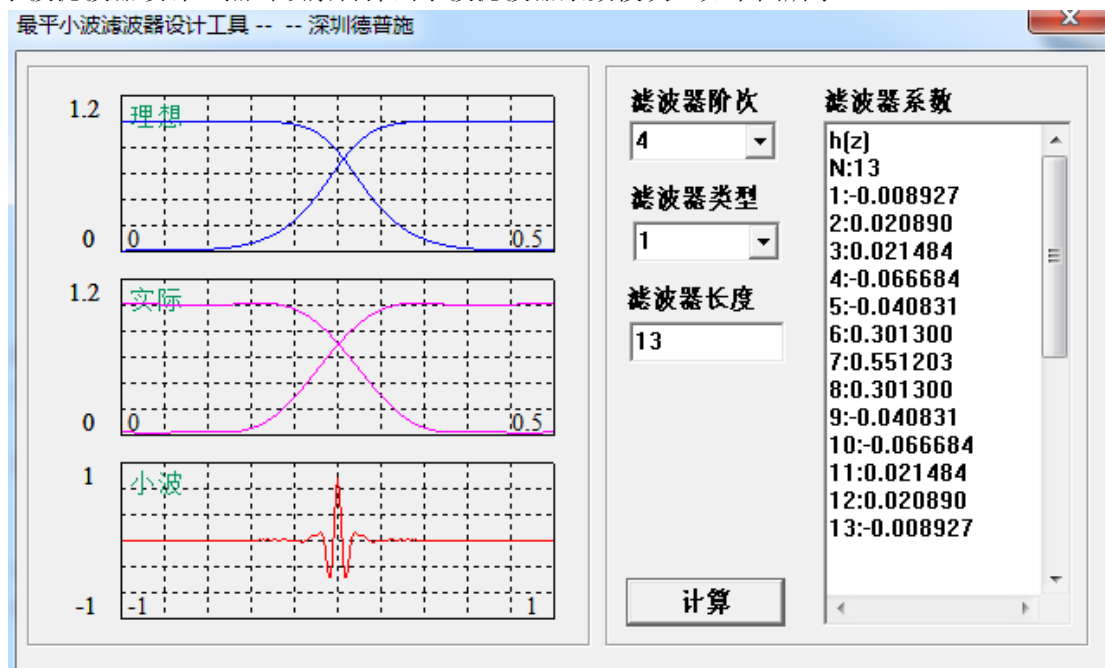 最平小波滤波器设计工具 -- -- 深圳德普施
x
1.2
理想
0
0
0.5
1.2
实际
0
0
0.5
1
小波
-1
-1
1
滤波器阶次
4
滤波器类型
1
滤波器长度
13
计算
滤波器系数
h(z)
N:13
1:-0.008927
2:0.020890
3:0.021484
4:-0.066684
5:-0.040831
6:0.301300
7:0.551203
8:0.301300
9:-0.040831
10:-0.066684
11:0.021484
12:0.020890
13:-0.008927